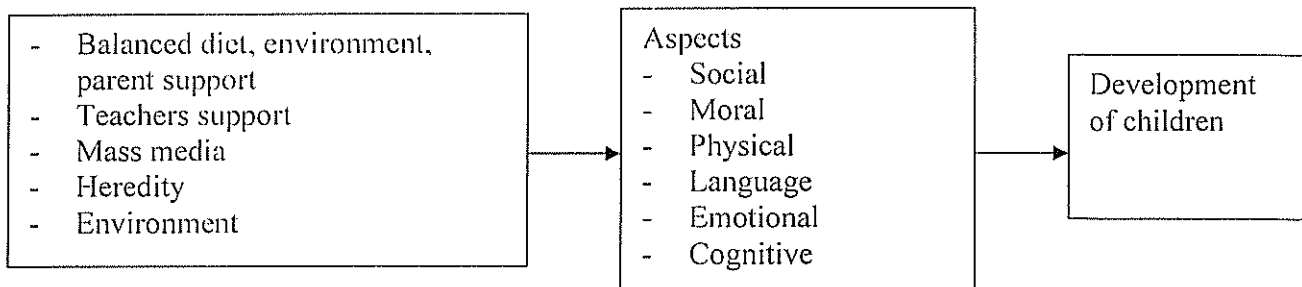 - Balanced diet, environment,
parent support
- Teachers support
- Mass media
- Heredity
- Environment
Aspects
- Social
- Moral
- Physical
- Language
- Emotional
- Cognitive
Development
of children